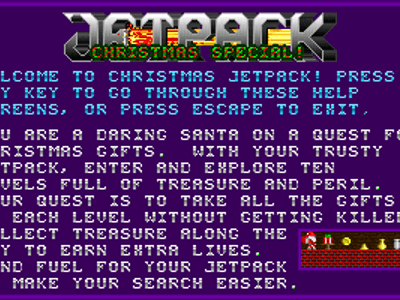 JETPACK
CHRISTMAS SPECIAL!
LCOME TO CHRISTMAS JETPACK! PRESS
Y KEY TO GO THROUGH THESE HELP
REENS, OR PRESS ESCAPE TO EXIT.
U ARE A DARING SANTA ON A QUEST FO
RISTMAS GIFTS. WITH YOUR TRUSTY
TPACK, ENTER AND EXPLORE TEN
VELS FULL OF TREASURE AND PERIL.
UR QUEST IS TO TAKE ALL THE GIFTS
EACH LEVEL WITHOUT GETTING KILLE
LLECT TREASURE ALONG THE
Y TO EARN EXTRA LIVES.
ND FUEL FOR YOUR JETPACK
MAKE YOUR SEARCH EASIER.